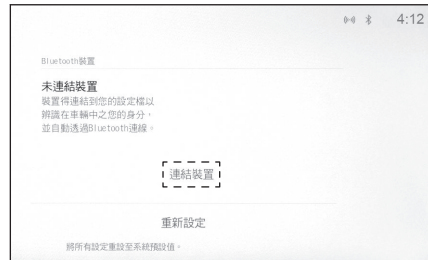 4:12
Bluetooth裝置
未連結裝置
裝置得連結到您的設定檔以
辨識在車輛中之您的身分，
並自動透過Bluetooth連線。
連結裝置
重新設定
將所有設定重設至系統預設值。